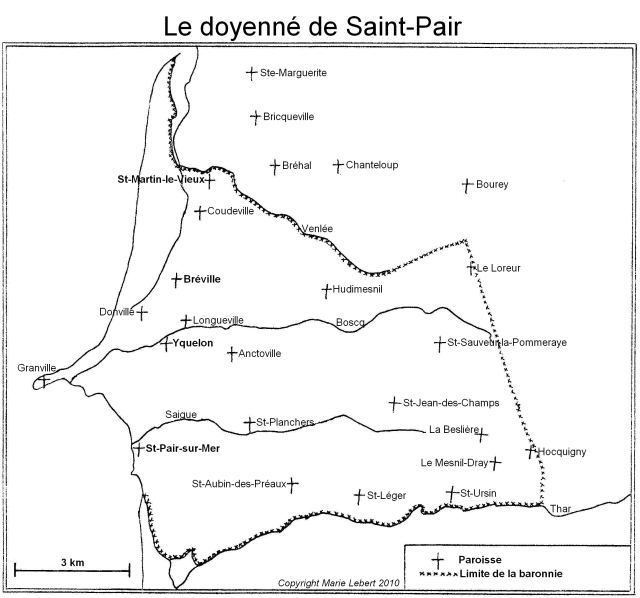 Le doyenné de Saint-Pair
Ste-Marguerite
Bricqueville
Bréhal
Chanteloup
St-Martin-le-Vieux
Bourey
Coudeville
Venlée
Le Loreur
Bréville
Hudimesnil
Donville
Longueville
Boscq
Yquelon
St-Sauveur-la-Pommeraye
Anctoville
Granville
St-Jean-des-Champs
Saigue
St-Planchers
La Beslière
St-Pair-sur-Mer
Hocquigny
Le Mesnil-Dray
St-Aubin-des-Préaux
St-Léger
St-Ursin
Thar
3 km
Paroisse
Limite de la baronnie
Copyright Marie Lebert 2010